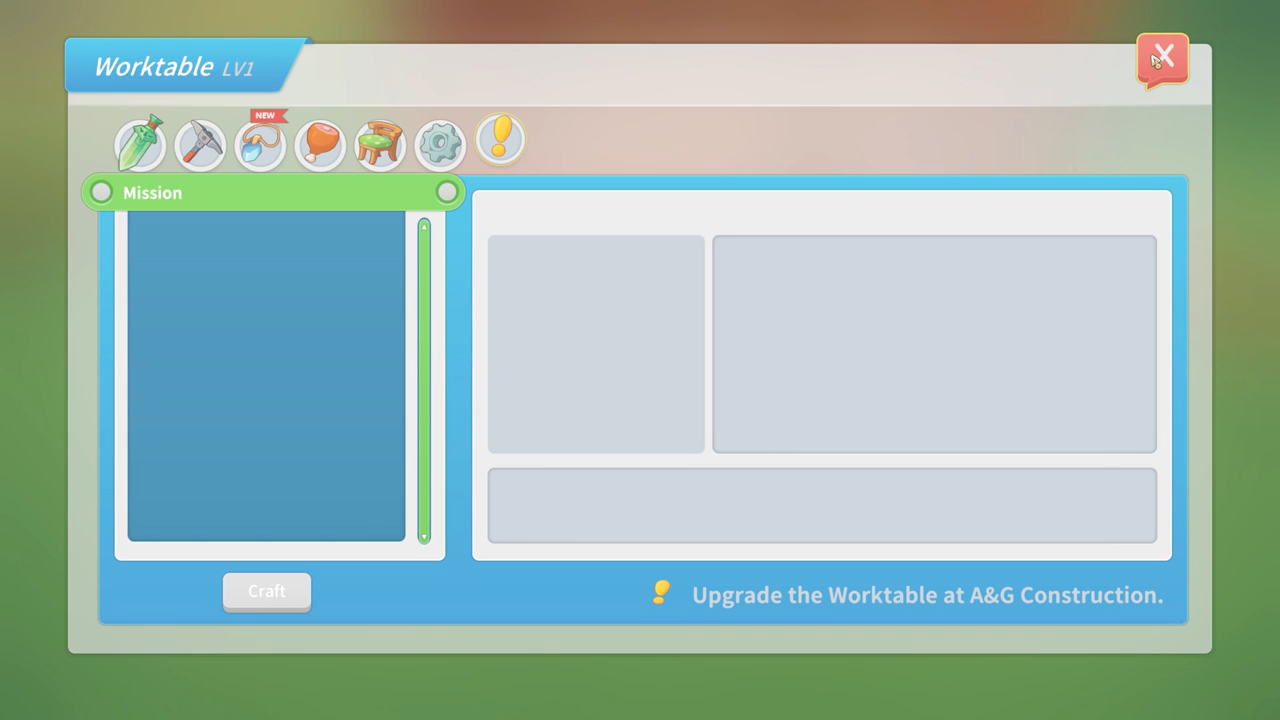 Worktable LV1
NEW
Mission
Craft
Upgrade the Worktable at A&G Construction.